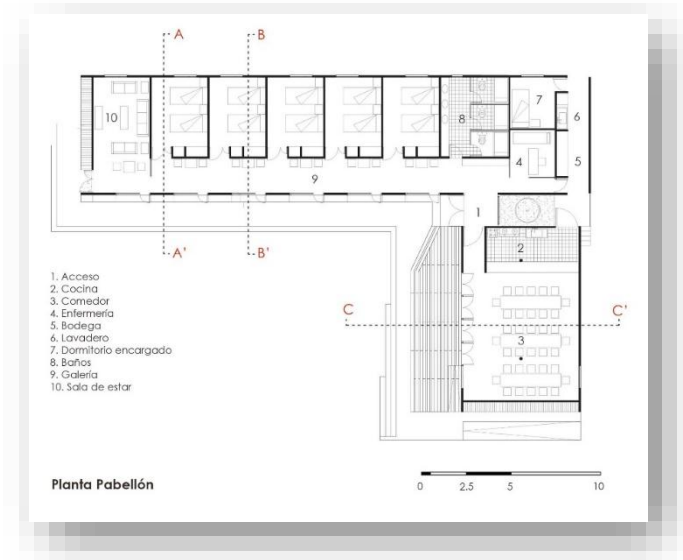 A B
10
8
7
6
4
5
9
1
A' B'
2
1. Acceso
2. Cocina
3. Comedor
4. Enfermería
5. Bodega
6. Lavadero
7. Dormitorio encargado
8. Baños
9. Galería
10. Sala de estar
C C'
3
Planta Pabellón
0 2.5 5 10